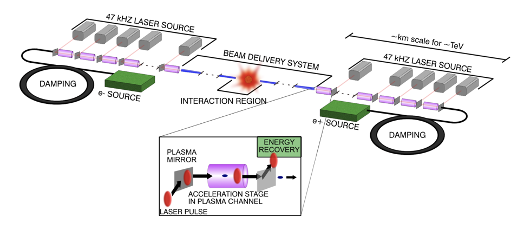 47 kHZ LASER SOURCE
~km scale for ~TeV
BEAM DELIVERY SYSTEM
47 kHZ LASER SOURCE
DAMPING
e- SOURCE
INTERACTION REGION
e+ SOURCE
DAMPING
ENERGY
RECOVERY
PLASMA
MIRROR
ACCELERATION STAGE
IN PLASMA CHANNEL
LASER PULSE